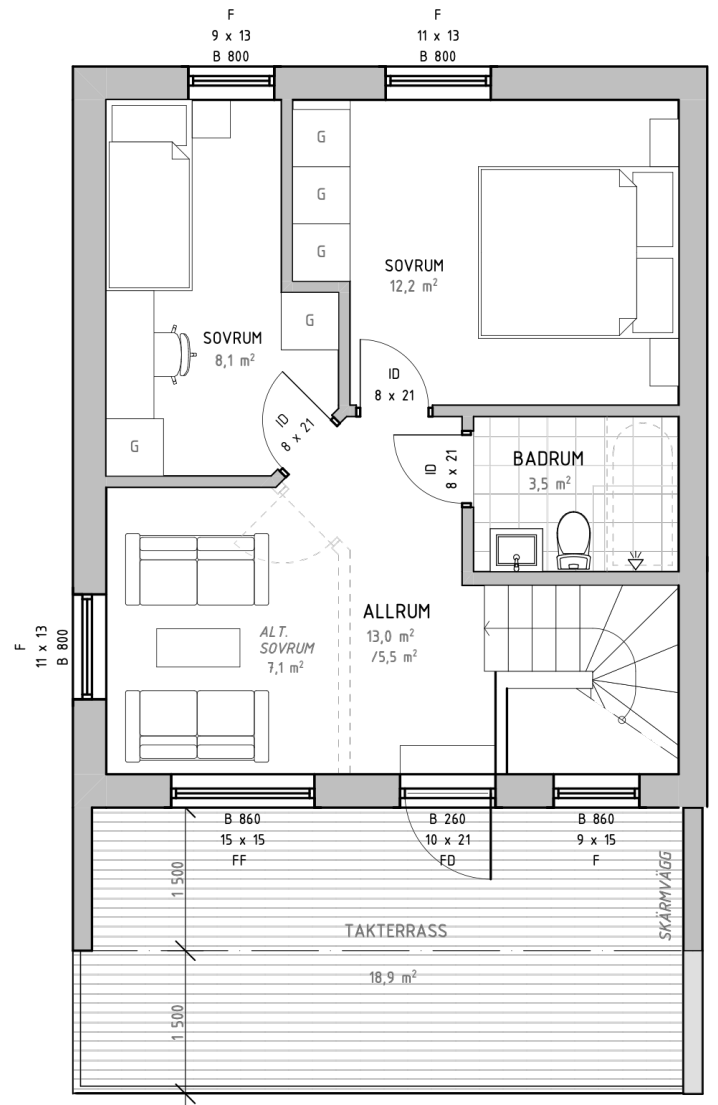 F
9 x 13
B 800
F
11 x 13
B 800
G
G
G
SOVRUM
12,2 m²
G
SOVRUM
8,1 m²
ID
8 x 21
ID
8 x 21
G
ID
8 x 21
BADRUM
3,5 m²
F
11 x 13
B 800
ALT.
SOVRUM
7,1 m²
ALLRUM
13,0 m²
/5,5 m²
B 860
15 x 15
FF
B 260
10 x 21
FD
B 860
9 x 15
F
1 500
SKÄRMVÄGG
TAKTERRASS
18,9 m²
1 500